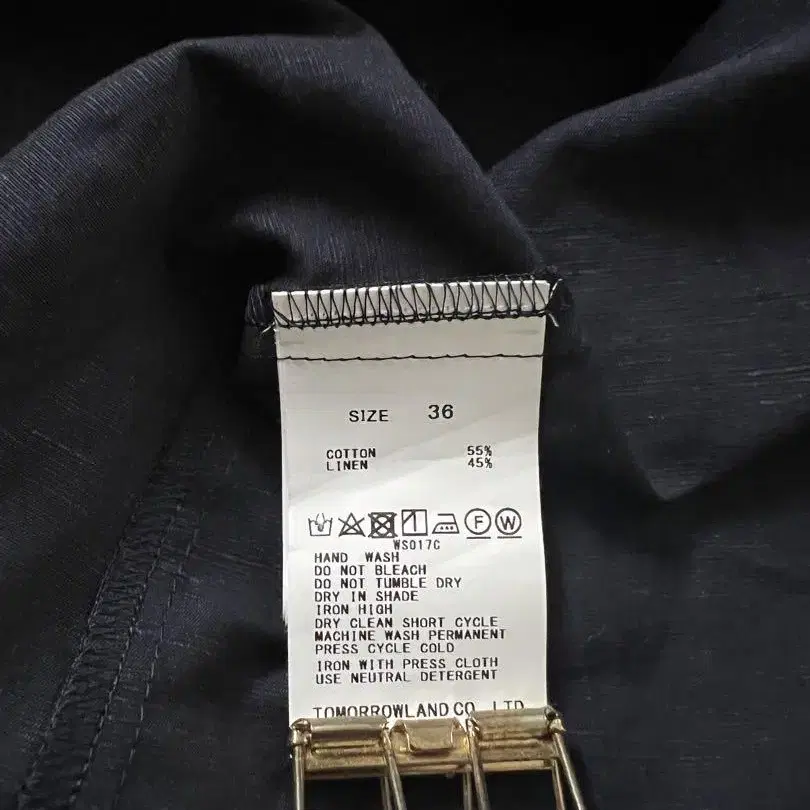 SIZE 36
COTTON 55%
LINEN 45%
F W
WS017C
HAND WASH
DO NOT BLEACH
DO NOT TUMBLE DRY
DRY IN SHADE
IRON HIGH
DRY CLEAN SHORT CYCLE
MACHINE WASH PERMANENT
PRESS CYCLE COLD
IRON WITH PRESS CLOTH
USE NEUTRAL DETERGENT
TOMORROWLAND CO., LTD.